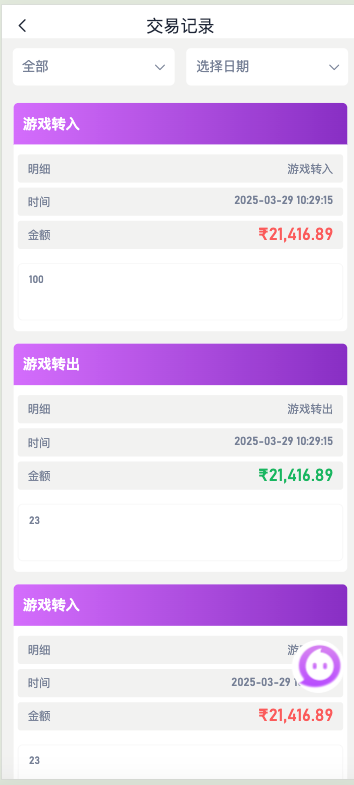 交易记录
全部
选择日期
游戏转入
明细 游戏转入
时间 2025-03-29 10:29:15
金额 ₹21,416.89
100
游戏转出
明细 游戏转出
时间 2025-03-29 10:29:15
金额 ₹21,416.89
23
游戏转入
明细 游
时间 2025-03-29
金额 ₹21,416.89
23